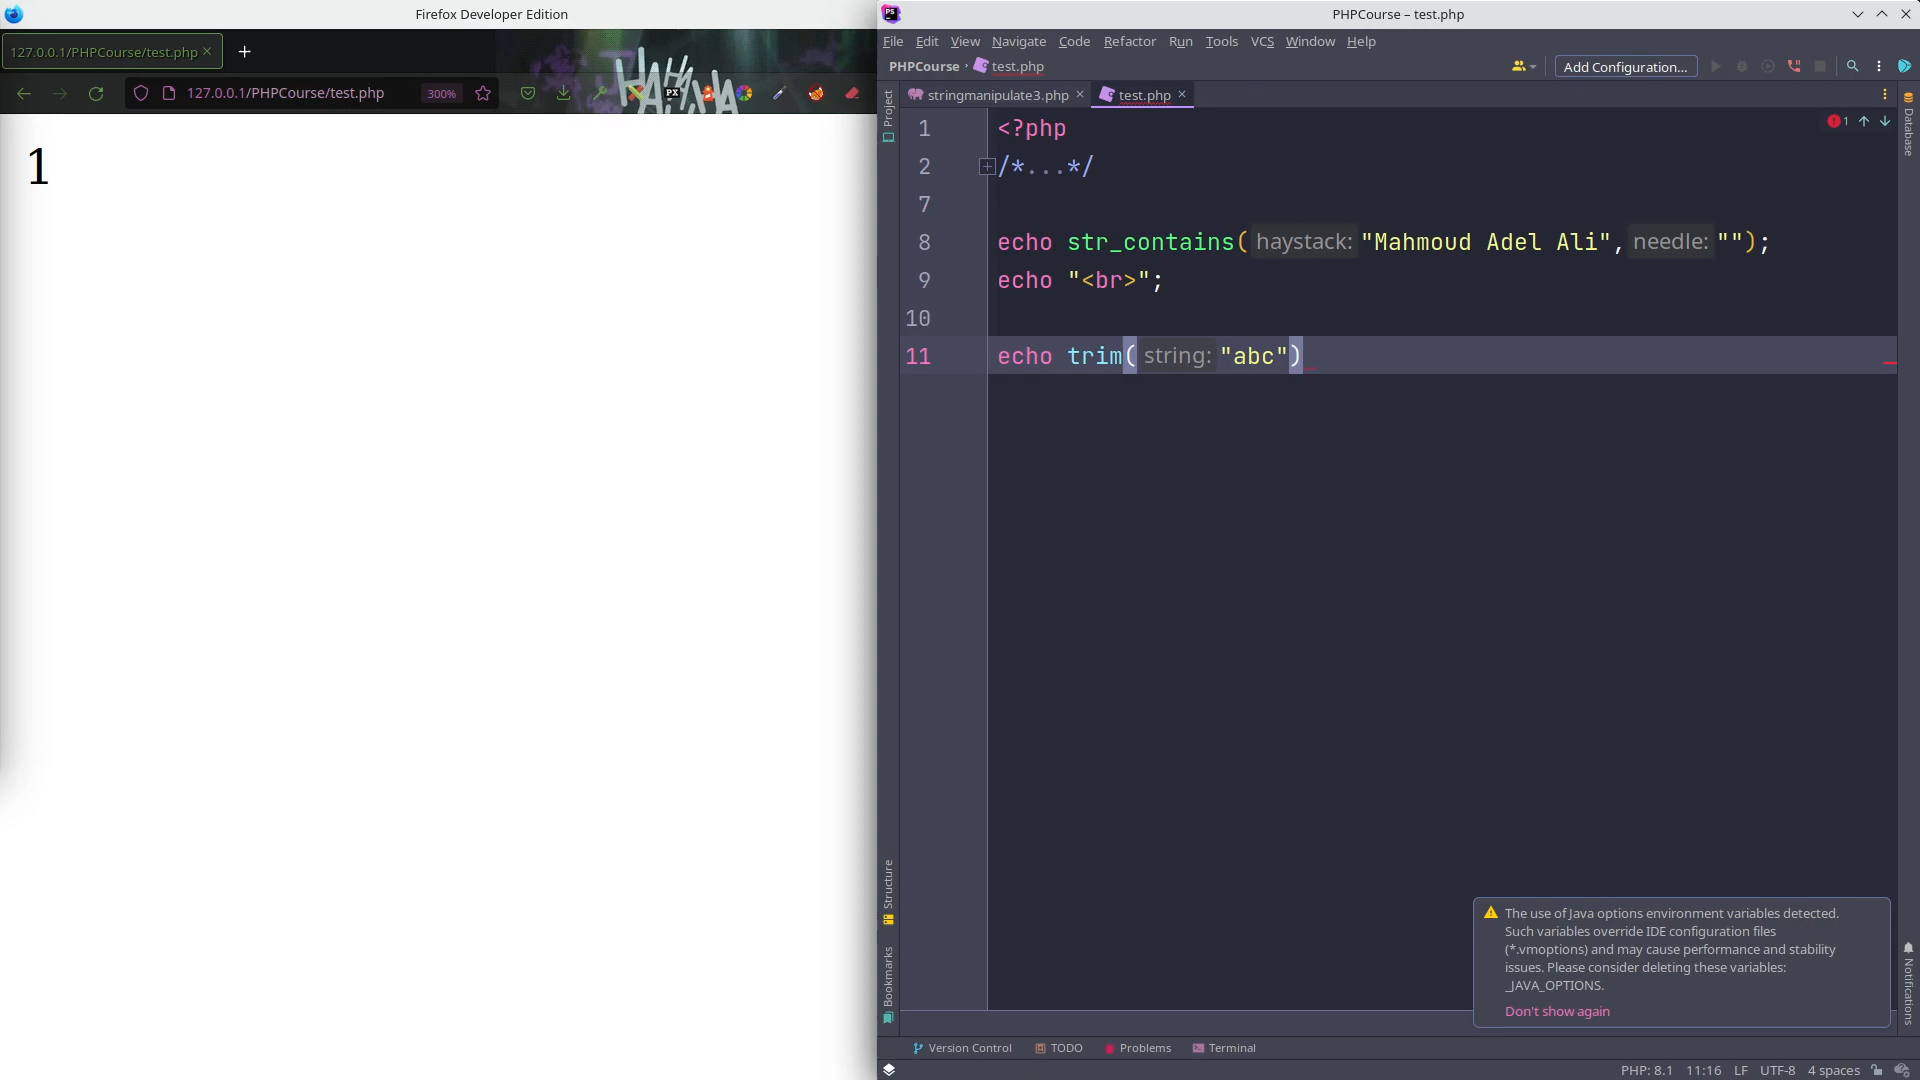 Firefox Developer Edition
127.0.0.1/PHPCourse/test.php
127.0.0.1/PHPCourse/test.php
300%
HAHAHA
PX
1
PS
PHPCourse – test.php
File Edit View Navigate Code Refactor Run Tools VCS Window Help
PHPCourse
test.php
Add Configuration...
stringmanipulate3.php
test.php
Project
Database
1
1 <?php
2 /*...*/
7
8 echo str_contains( haystack: "Mahmoud Adel Ali", needle: "");
9 echo "<br>";
10
11 echo trim( string: "abc")
Structure
Bookmarks
Notifications
The use of Java options environment variables detected.
Such variables override IDE configuration files
(*.vmoptions) and may cause performance and stability
issues. Please consider deleting these variables:
_JAVA_OPTIONS.
Don't show again
Version Control TODO Problems Terminal
PHP: 8.1 11:16 LF UTF-8 4 spaces